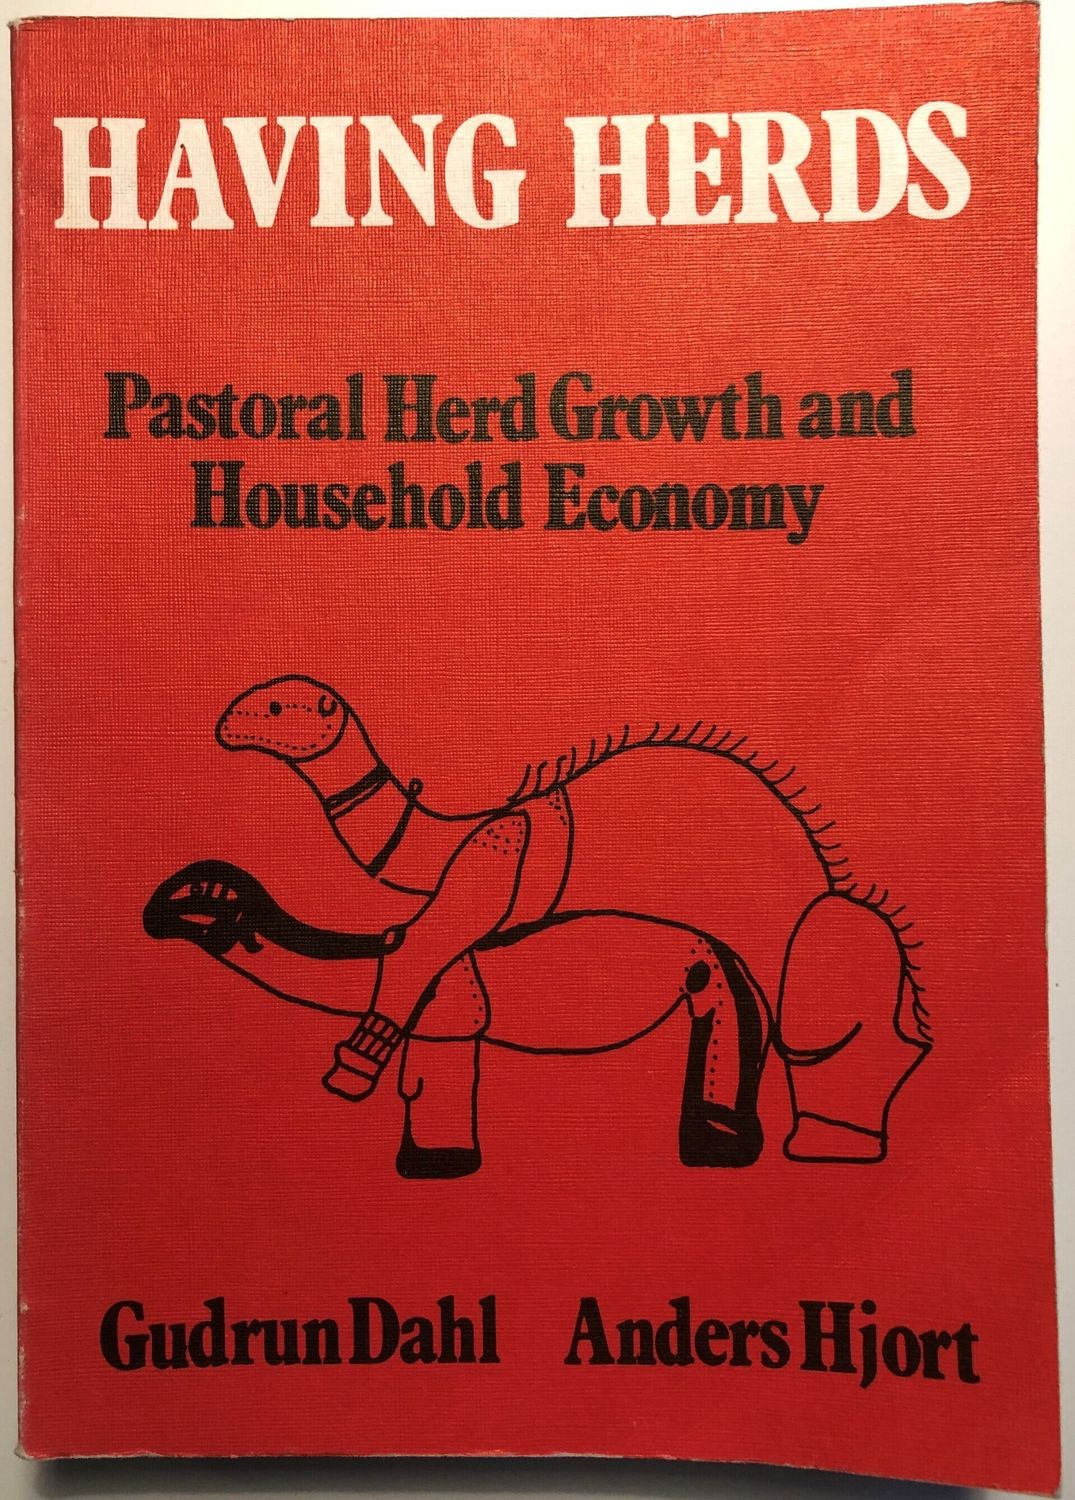 HAVING HERDS
Pastoral Herd Growth and
Household Economy
Gudrun Dahl Anders Hjort